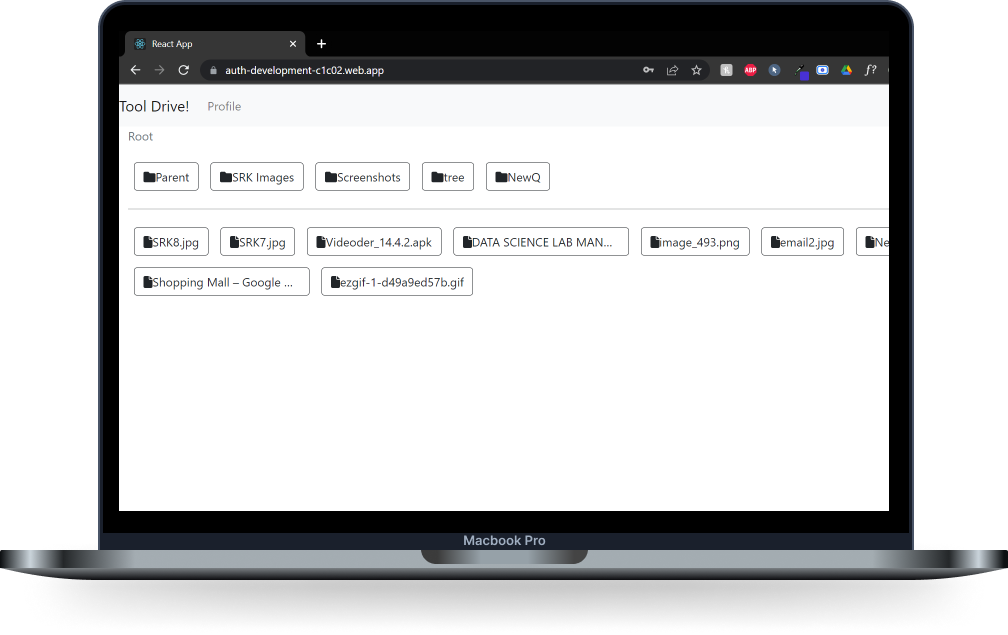 React App
auth-development-c1c02.web.app
ABP
f?
Tool Drive! Profile
Root
Parent SRK Images Screenshots tree NewQ
SRK8.jpg SRK7.jpg Videoder_14.4.2.apk DATA SCIENCE LAB MAN... image_493.png email2.jpg Ne
Shopping Mall – Google ... ezgif-1-d49a9ed57b.gif
Macbook Pro